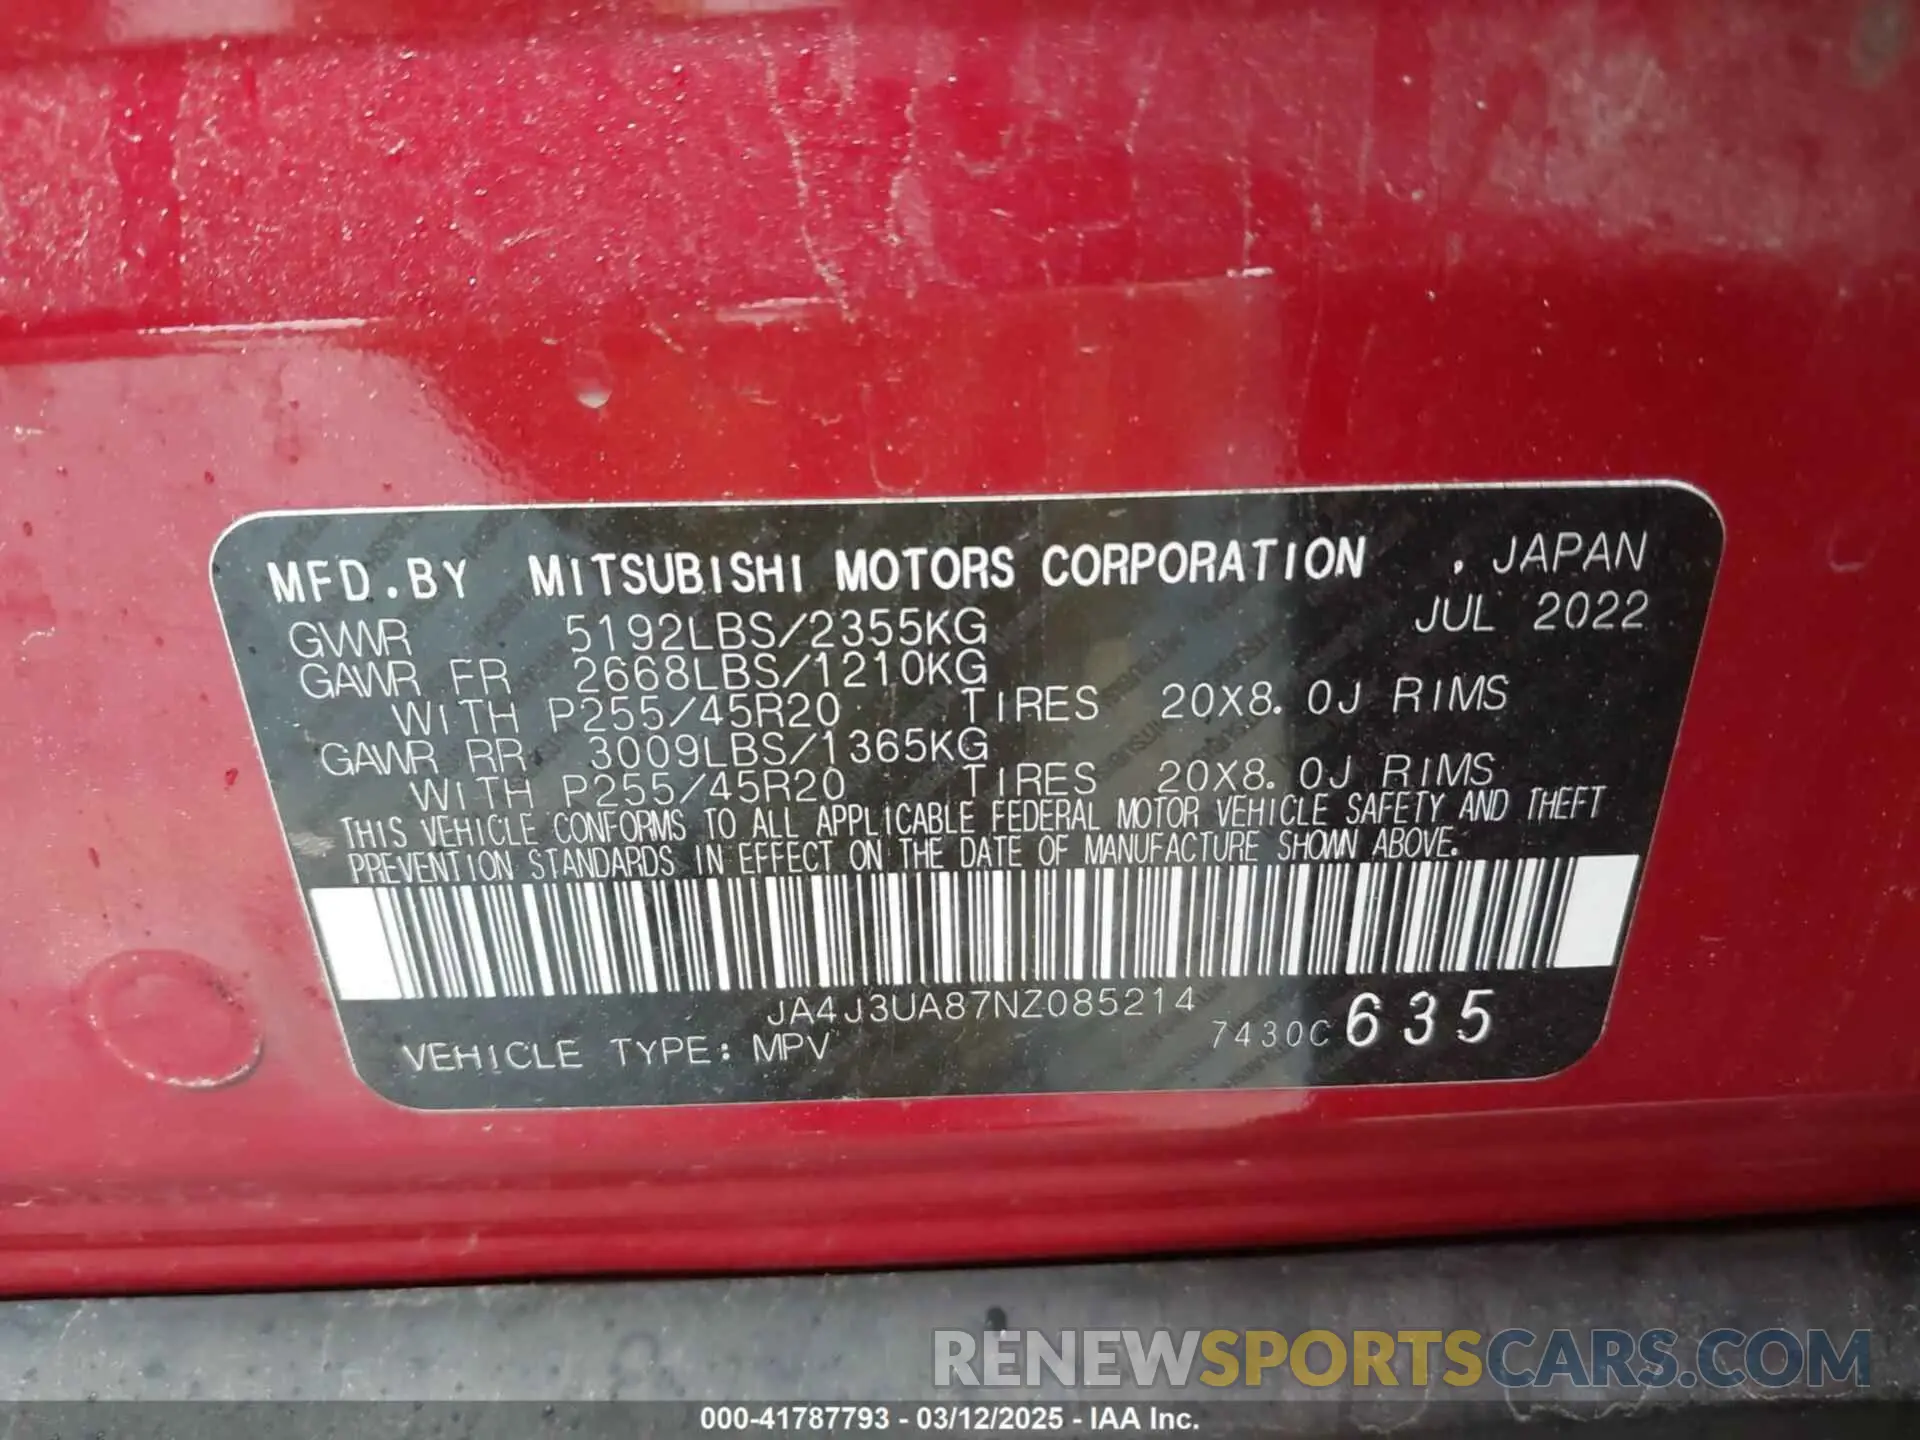 MFD.BY MITSUBISHI MOTORS CORPORATION , JAPAN
GVWR 5192LBS/2355KG JUL 2022
GAWR FR 2668LBS/1210KG
WITH P255/45R20 TIRES 20X8.0J RIMS
GAWR RR 3009LBS/1365KG
WITH P255/45R20 TIRES 20X8.0J RIMS
THIS VEHICLE CONFORMS TO ALL APPLICABLE FEDERAL MOTOR VEHICLE SAFETY AND THEFT
PREVENTION STANDARDS IN EFFECT ON THE DATE OF MANUFACTURE SHOWN ABOVE.
JA4J3UA87NZ085214
VEHICLE TYPE: MPV 7430C 635
RENEWSPORTSCARS.COM
000-41787793 - 03/12/2025 - IAA Inc.